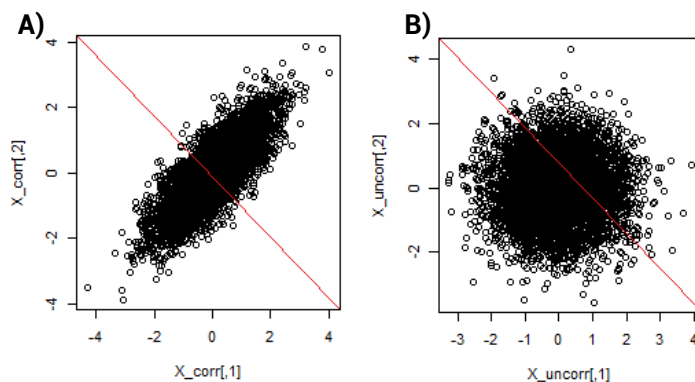 A)
B)
4
2
0
-2
-4
X_corr[,2]
-4 -2 0 2 4
X_corr[,1]
4
2
0
-2
X_uncorr[,2]
-3 -2 -1 0 1 2 3 4
X_uncorr[,1]